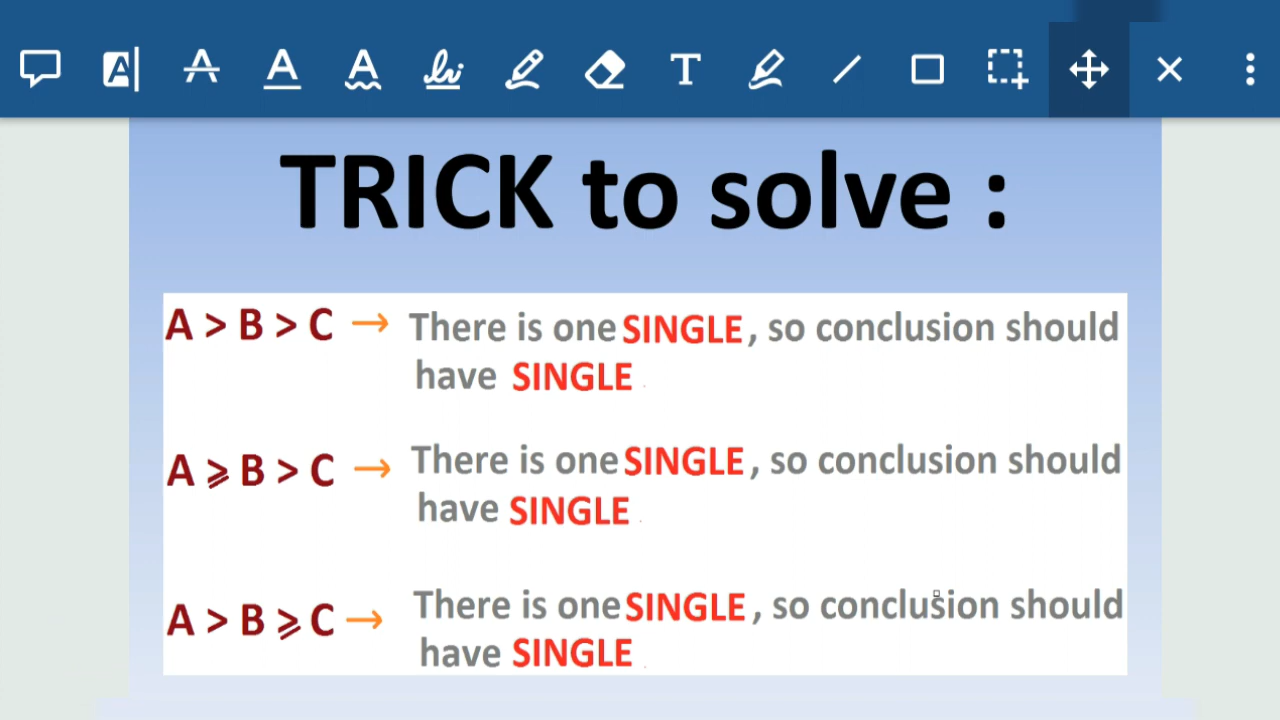 TRICK to solve :
A > B > C → There is one SINGLE , so conclusion should
have SINGLE .
A ⩾ B > C → There is one SINGLE , so conclusion should
have SINGLE .
A > B ⩾ C → There is one SINGLE , so conclusion should
have SINGLE .